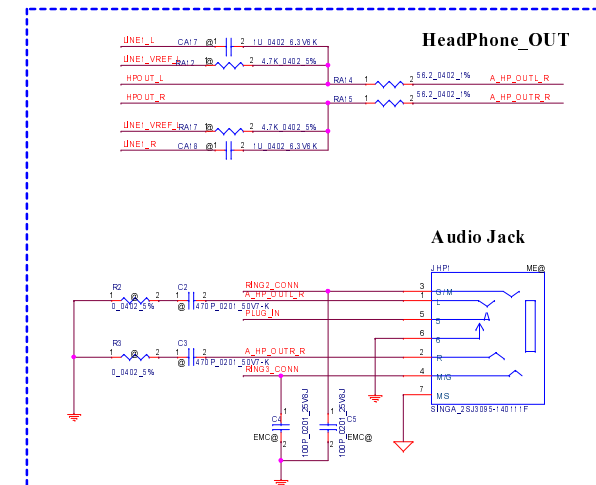 HeadPhone_OUT
LINE1_L CA17 @ 1 2 1U_0402_6.3V6K
LINE1_VREF_L RA12 @ 1 2 4.7K_0402_5%
HPOUT_L RA14 1 2 56.2_0402_1% A_HP_OUTL_R
HPOUT_R RA15 1 2 56.2_0402_1% A_HP_OUTR_R
LINE1_VREF_L RA17 @ 1 2 4.7K_0402_5%
LINE1_R CA18 @ 1 2 1U_0402_6.3V6K
Audio Jack
JHP1 ME@
RING2_CONN 3 G/M
R2 1 @ 2 0_0402_5% C2 1 2 @ 470P_0201_50V7-K A_HP_OUTL_R 1 L
PLUG_IN 5 5
6 6
R3 1 @ 2 0_0402_5% C3 1 2 @ 470P_0201_50V7-K A_HP_OUTR_R 2 R
RING3_CONN 4 M/G
7 MS
SINGA_2SJ3095-140111F
C4 1 2 EMC@ 100P_0201_25V8J
C5 1 2 EMC@ 100P_0201_25V8J